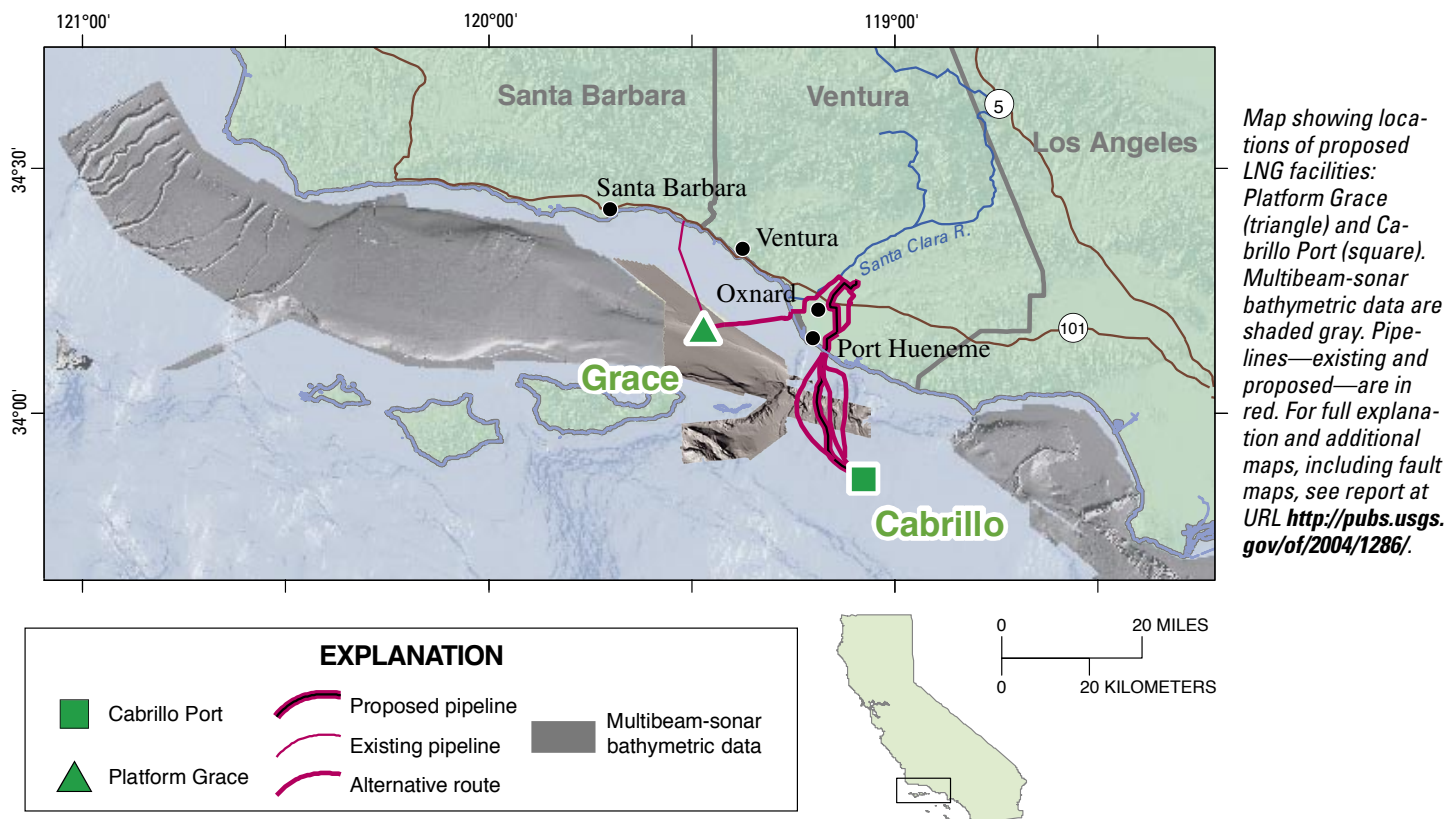 121°00'
120°00'
119°00'
34°30'
34°00'
Santa Barbara
Ventura
Los Angeles
5
101
Santa Barbara
Ventura
Santa Clara R.
Oxnard
Port Hueneme
Grace
Cabrillo
Map showing loca-
tions of proposed
LNG facilities:
Platform Grace
(triangle) and Ca-
brillo Port (square).
Multibeam-sonar
bathymetric data are
shaded gray. Pipe-
lines—existing and
proposed—are in
red. For full explana-
tion and additional
maps, including fault
maps, see report at
URL http://pubs.usgs.
gov/of/2004/1286/.
EXPLANATION
Cabrillo Port
Platform Grace
Proposed pipeline
Existing pipeline
Alternative route
Multibeam-sonar
bathymetric data
0 20 MILES
0 20 KILOMETERS